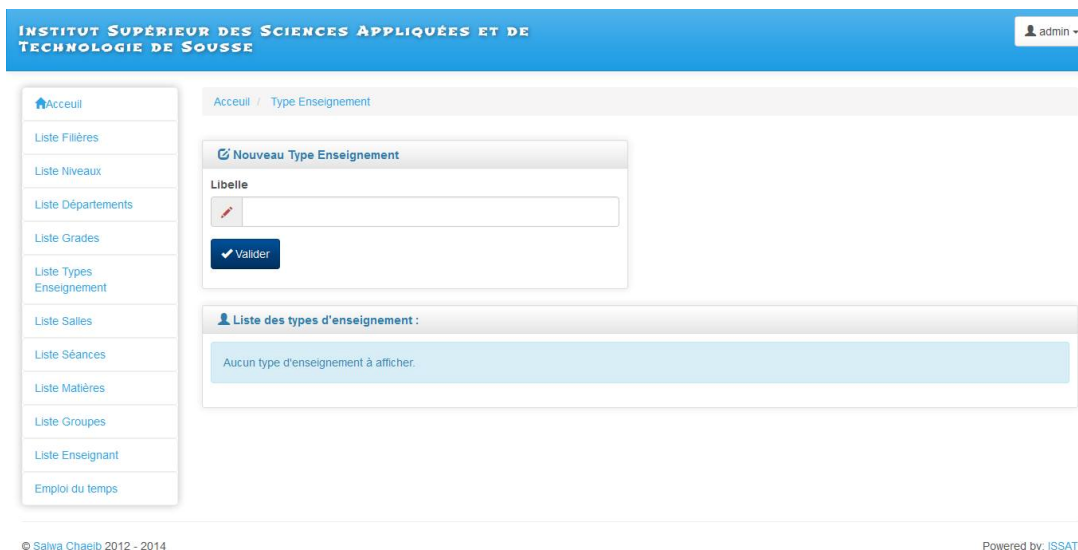 Institut Supérieur des Sciences Appliquées et de
Technologie de Sousse
admin
Acceuil
Liste Filières
Liste Niveaux
Liste Départements
Liste Grades
Liste Types
Enseignement
Liste Salles
Liste Séances
Liste Matières
Liste Groupes
Liste Enseignant
Emploi du temps
Acceuil / Type Enseignement
Nouveau Type Enseignement
Libelle
Valider
Liste des types d'enseignement :
Aucun type d'enseignement à afficher.
© Salwa Chaeib 2012 - 2014
Powered by: ISSAT